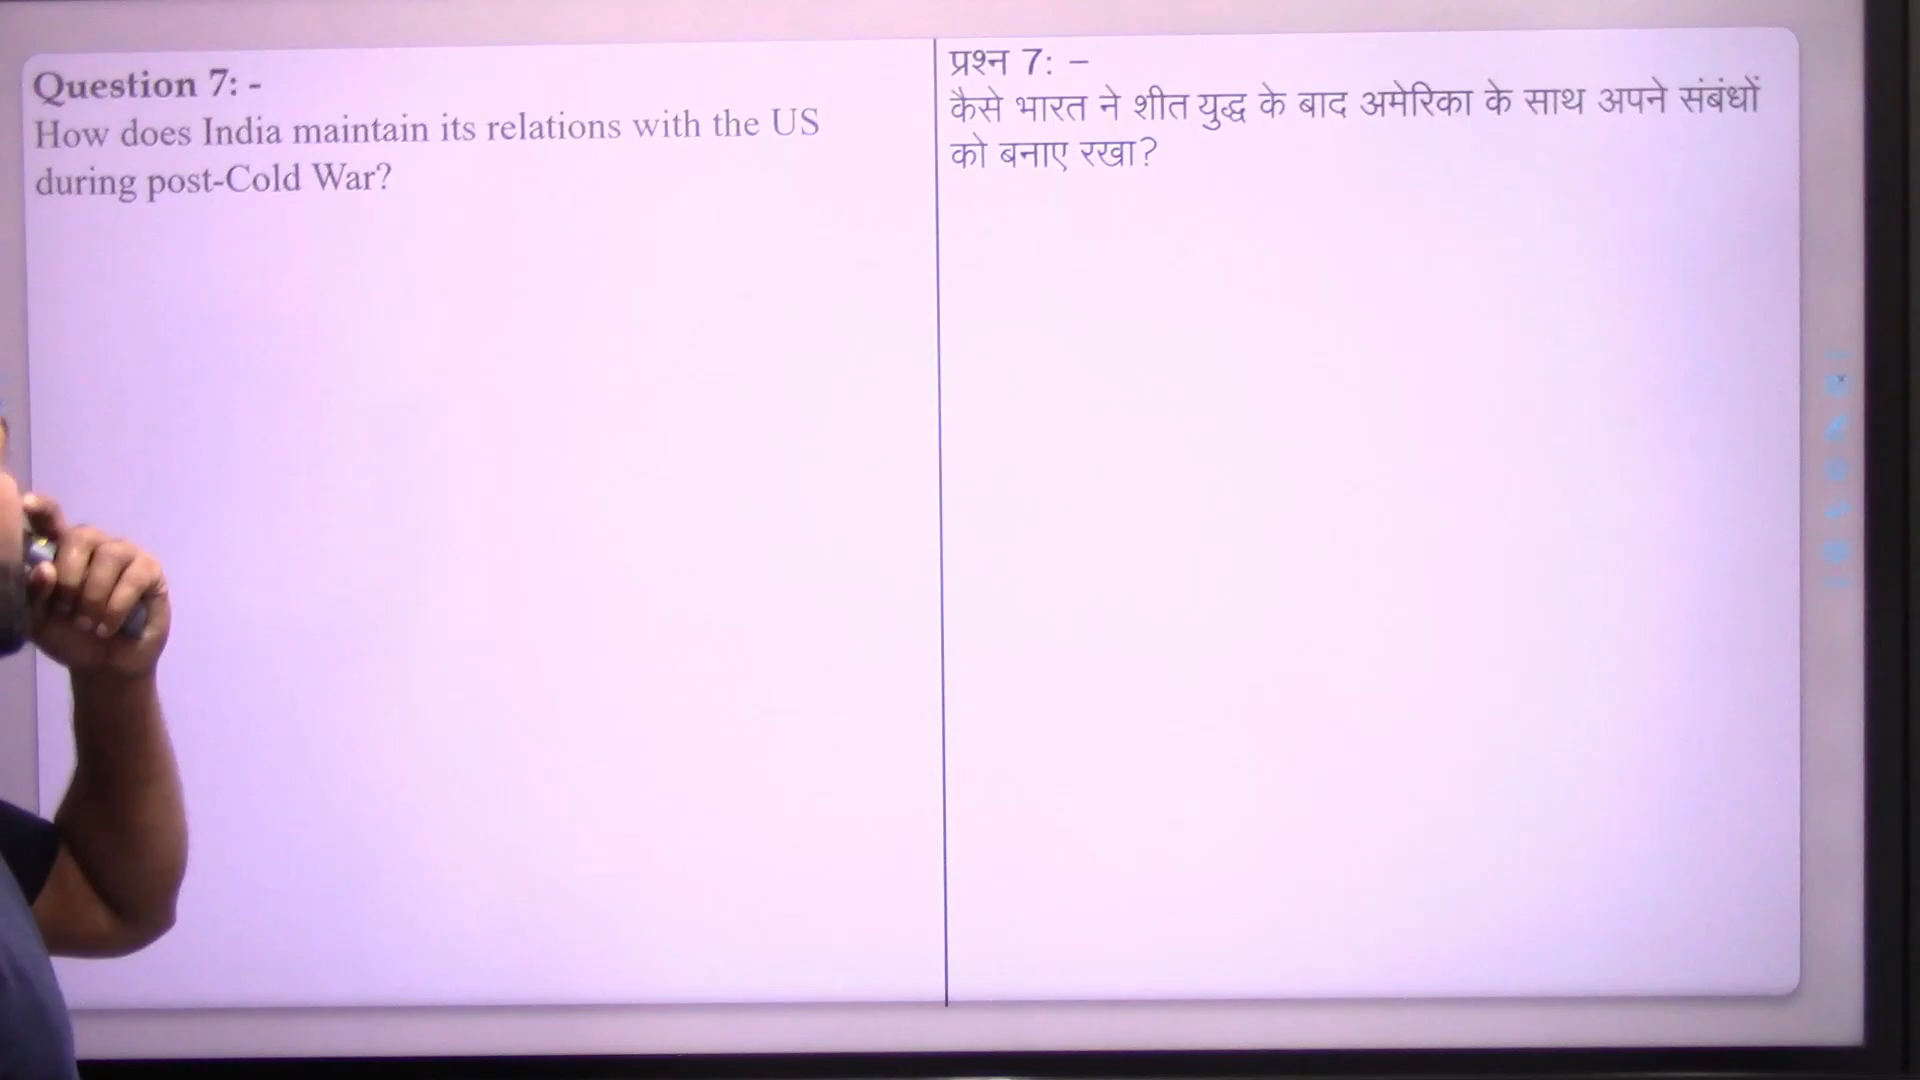 Question 7: -
How does India maintain its relations with the US
during post-Cold War?
प्रश्न 7: –
कैसे भारत ने शीत युद्ध के बाद अमेरिका के साथ अपने संबंधों
को बनाए रखा?